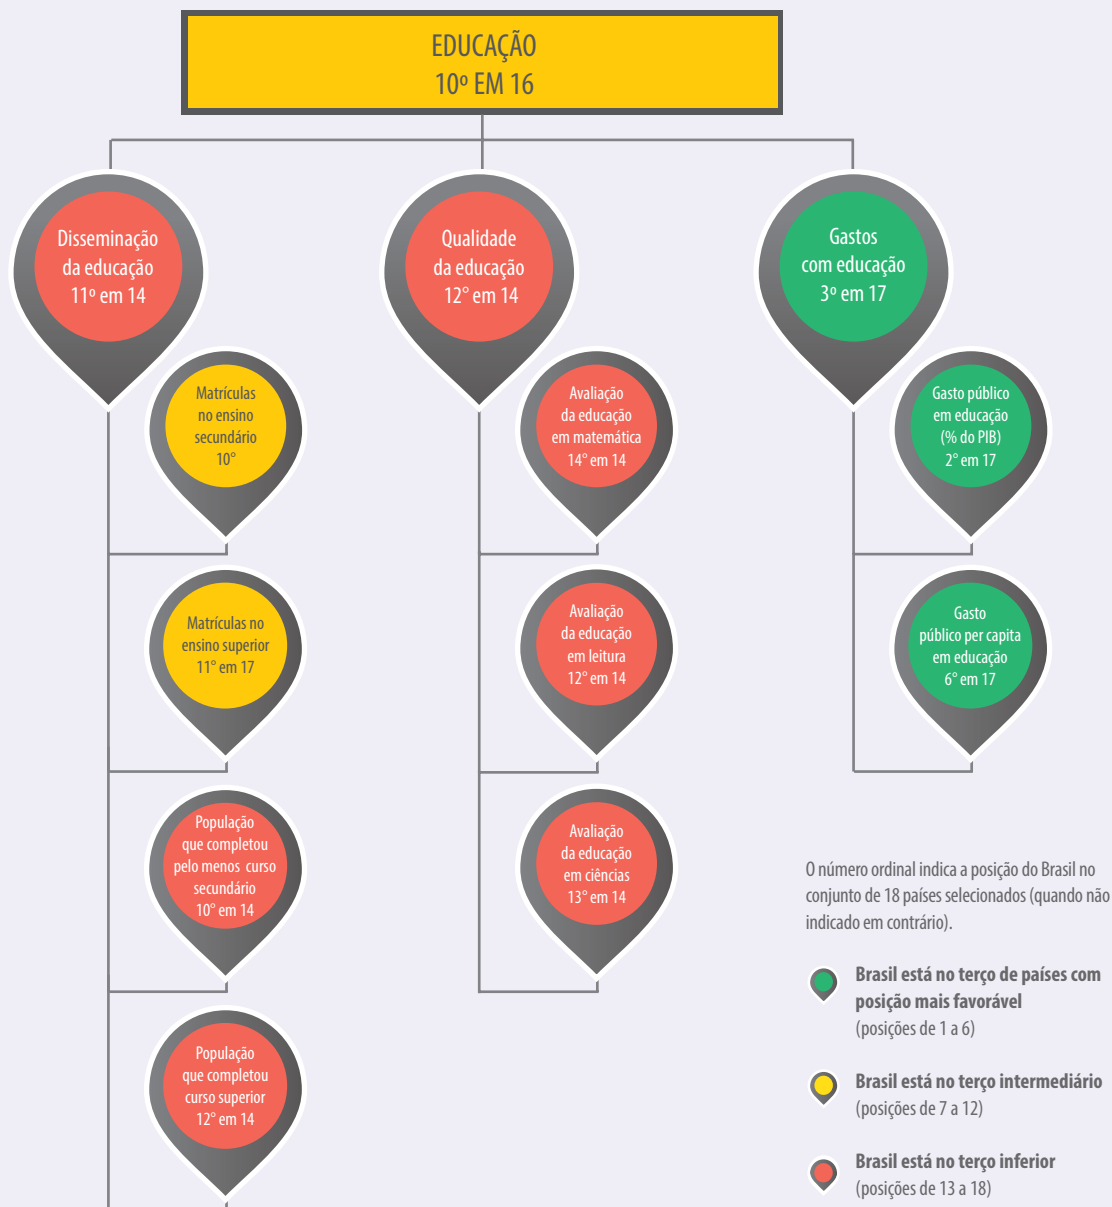 EDUCAÇÃO
10º EM 16
Disseminação
da educação
11º em 14
Qualidade
da educação
12° em 14
Gastos
com educação
3º em 17
Matrículas
no ensino
secundário
10°
Avaliação
da educação
em matemática
14° em 14
Gasto público
em educação
(% do PIB)
2° em 17
Matrículas no
ensino superior
11° em 17
Avaliação
da educação
em leitura
12° em 14
Gasto
público per capita
em educação
6° em 17
População
que completou
pelo menos curso
secundário
10° em 14
Avaliação
da educação
em ciências
13° em 14
População
que completou
curso superior
12° em 14
O número ordinal indica a posição do Brasil no
conjunto de 18 países selecionados (quando não
indicado em contrário).
Brasil está no terço de países com
posição mais favorável
(posições de 1 a 6)
Brasil está no terço intermediário
(posições de 7 a 12)
Brasil está no terço inferior
(posições de 13 a 18)